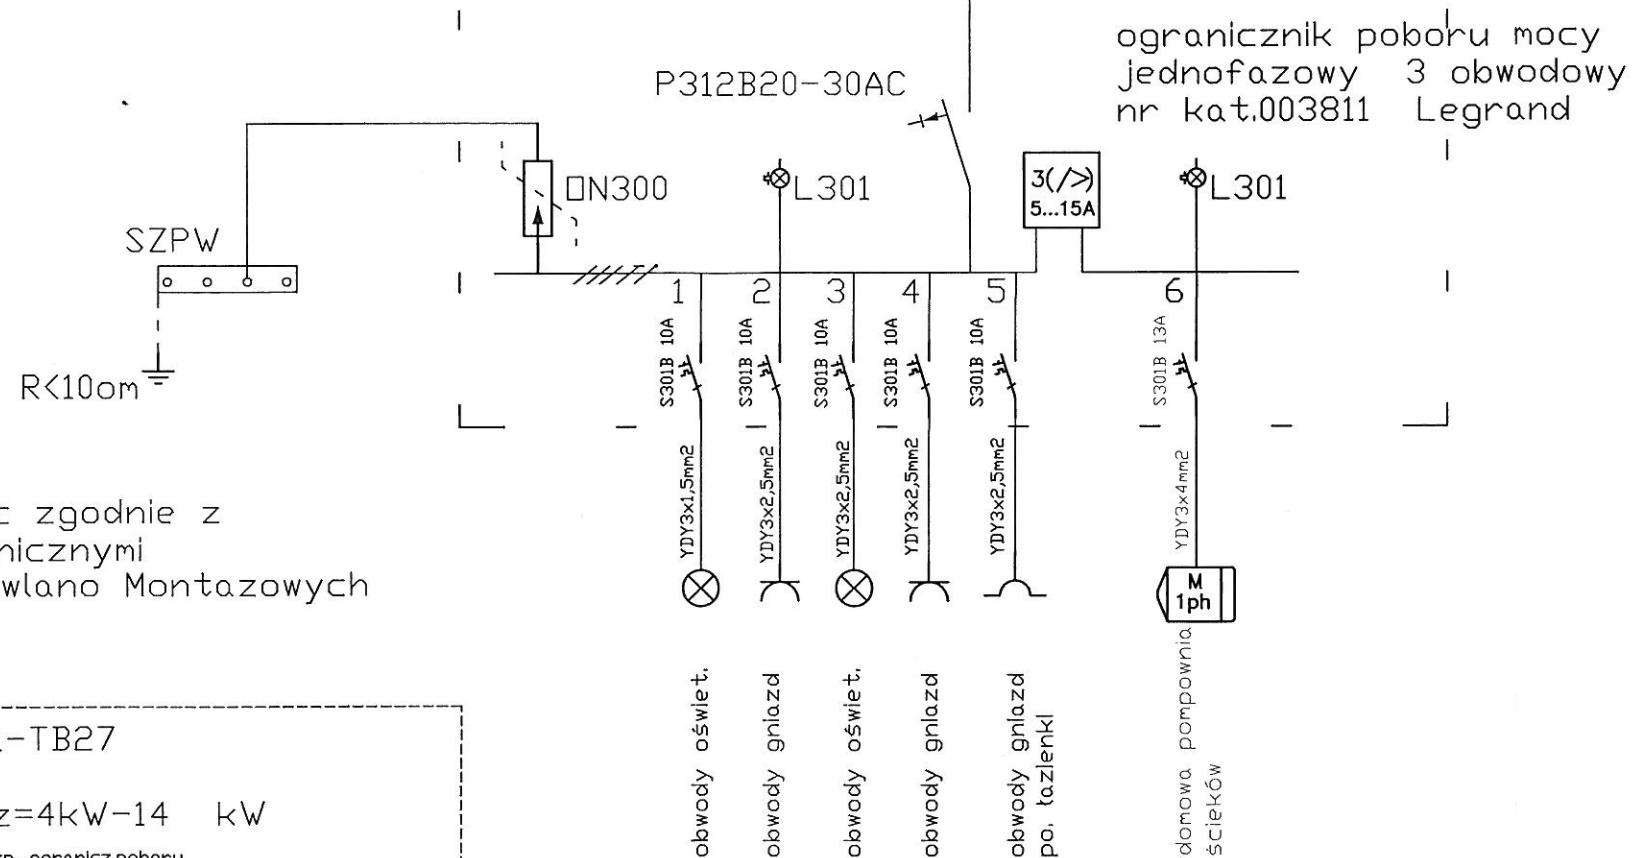 ogranicznik poboru mocy
jednofazowy 3 obwodowy
nr kat.003811 Legrand
P312B20-30AC
ON300
L301
3(/>)
5...15A
L301
SZPW
R<10om
1
2
3
4
5
6
S301B 10A
S301B 10A
S301B 10A
S301B 10A
S301B 10A
S301B 13A
YDY3x1,5mm2
YDY3x2,5mm2
YDY3x2,5mm2
YDY3x2,5mm2
YDY3x2,5mm2
YDY3x4mm2
zgodnie z
nicznymi
wlano Montazowych
M
1ph
obwody oświet.
obwody gniazd
obwody oświet.
obwody gniazd
obwody gniazd
po. łazienki
domowa pompownia
ścieków
-TB27
z=4kW-14 kW